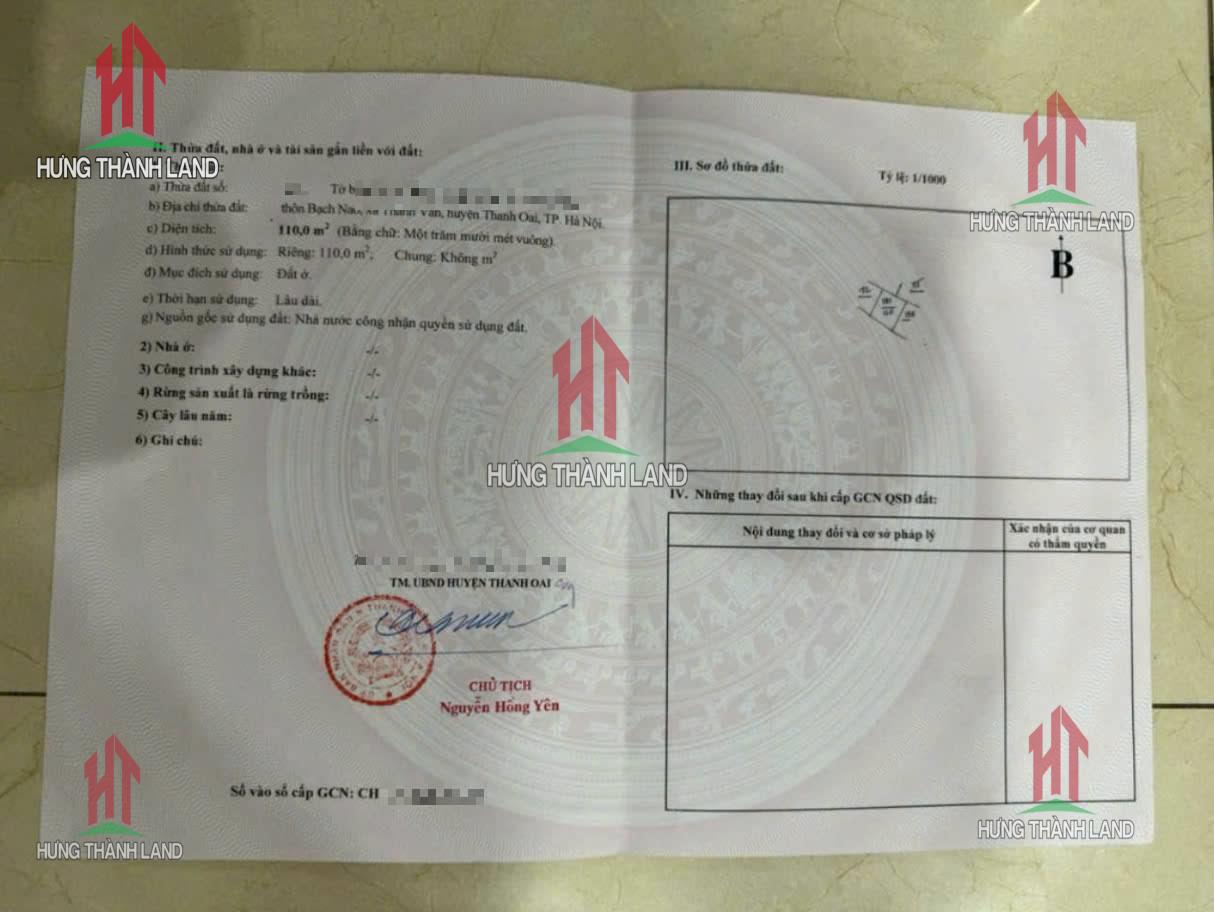 HƯNG THÀNH LAND
HƯNG THÀNH LAND
II. Thửa đất, nhà ở và tài sản gắn liền với đất:
a) Thửa đất số: Tờ b
b) Địa chỉ thửa đất: thôn Bạch Nao, xã Thanh Văn, huyện Thanh Oai, TP. Hà Nội.
c) Diện tích: 110,0 m² (Bằng chữ: Một trăm mười mét vuông).
d) Hình thức sử dụng: Riêng: 110,0 m²; Chung: Không m²
đ) Mục đích sử dụng: Đất ở.
e) Thời hạn sử dụng: Lâu dài.
g) Nguồn gốc sử dụng đất: Nhà nước công nhận quyền sử dụng đất.
2) Nhà ở: -/-
3) Công trình xây dựng khác: -/-
4) Rừng sản xuất là rừng trồng: -/-
5) Cây lâu năm: -/-
6) Ghi chú:
HƯNG THÀNH LAND
TM. UBND HUYỆN THANH OAI
CHỦ TỊCH
Nguyễn Hồng Yên
Số vào sổ cấp GCN: CH
HƯNG THÀNH LAND
III. Sơ đồ thửa đất: Tỷ lệ: 1/1000
B
IV. Những thay đổi sau khi cấp GCN QSD đất:
Nội dung thay đổi và cơ sở pháp lý
Xác nhận của cơ quan
có thẩm quyền
HƯNG THÀNH LAND